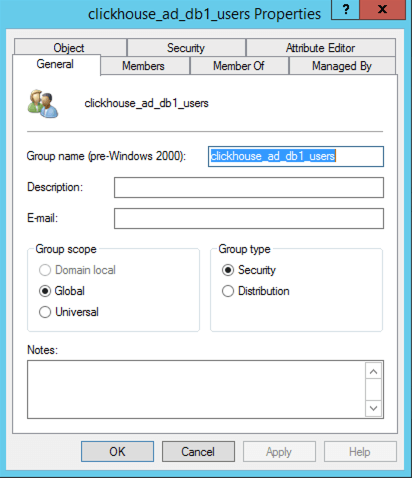 clickhouse_ad_db1_users Properties
? x
Object Security Attribute Editor
General Members Member Of Managed By
clickhouse_ad_db1_users
Group name (pre-Windows 2000): clickhouse_ad_db1_users
Description:
E-mail:
Group scope Group type
Domain local Security
Global Distribution
Universal
Notes:
OK Cancel Apply Help